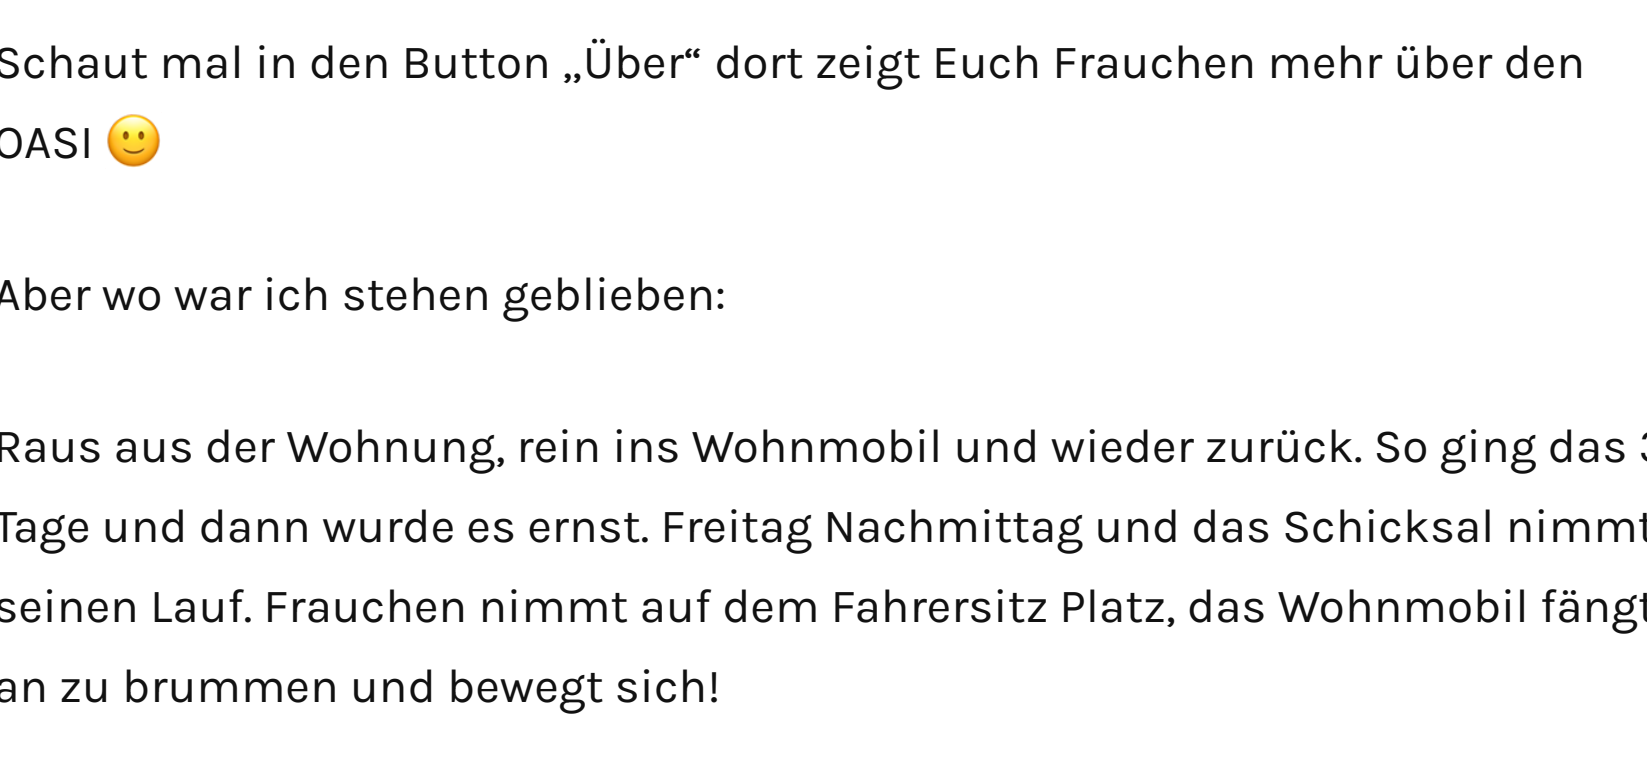 Schaut mal in den Button „Über“ dort zeigt Euch Frauchen mehr über den
OASI 🙂
Aber wo war ich stehen geblieben:
Raus aus der Wohnung, rein ins Wohnmobil und wieder zurück. So ging das 3
Tage und dann wurde es ernst. Freitag Nachmittag und das Schicksal nimmt
seinen Lauf. Frauchen nimmt auf dem Fahrersitz Platz, das Wohnmobil fängt
an zu brummen und bewegt sich!